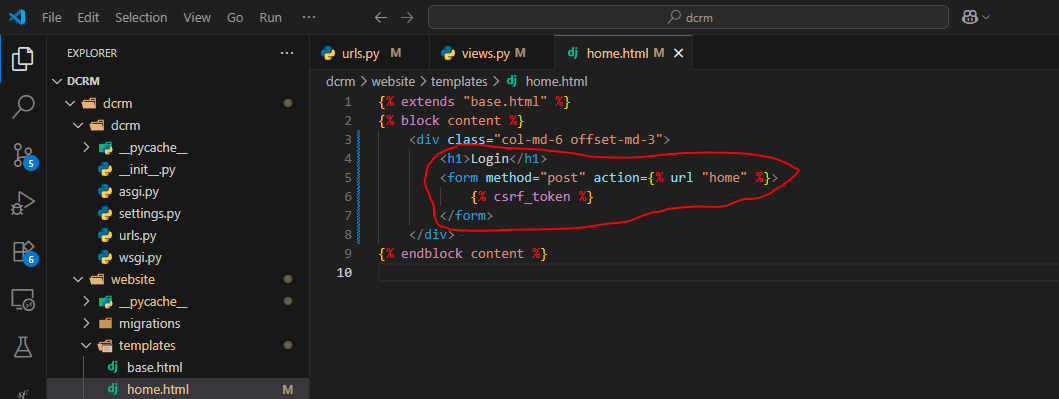 File Edit Selection View Go Run ··· dcrm
EXPLORER ···
DCRM
dcrm
dcrm
__pycache__
__init__.py
asgi.py
settings.py
urls.py
wsgi.py
website
__pycache__
migrations
templates
base.html
home.html M
5
6
urls.py M views.py M dj home.html M
dcrm > website > templates > dj home.html
1 {% extends "base.html" %}
2 {% block content %}
3 <div class="col-md-6 offset-md-3">
4 <h1>Login</h1>
5 <form method="post" action={% url "home" %}>
6 {% csrf_token %}
7 </form>
8 </div>
9 {% endblock content %}
10